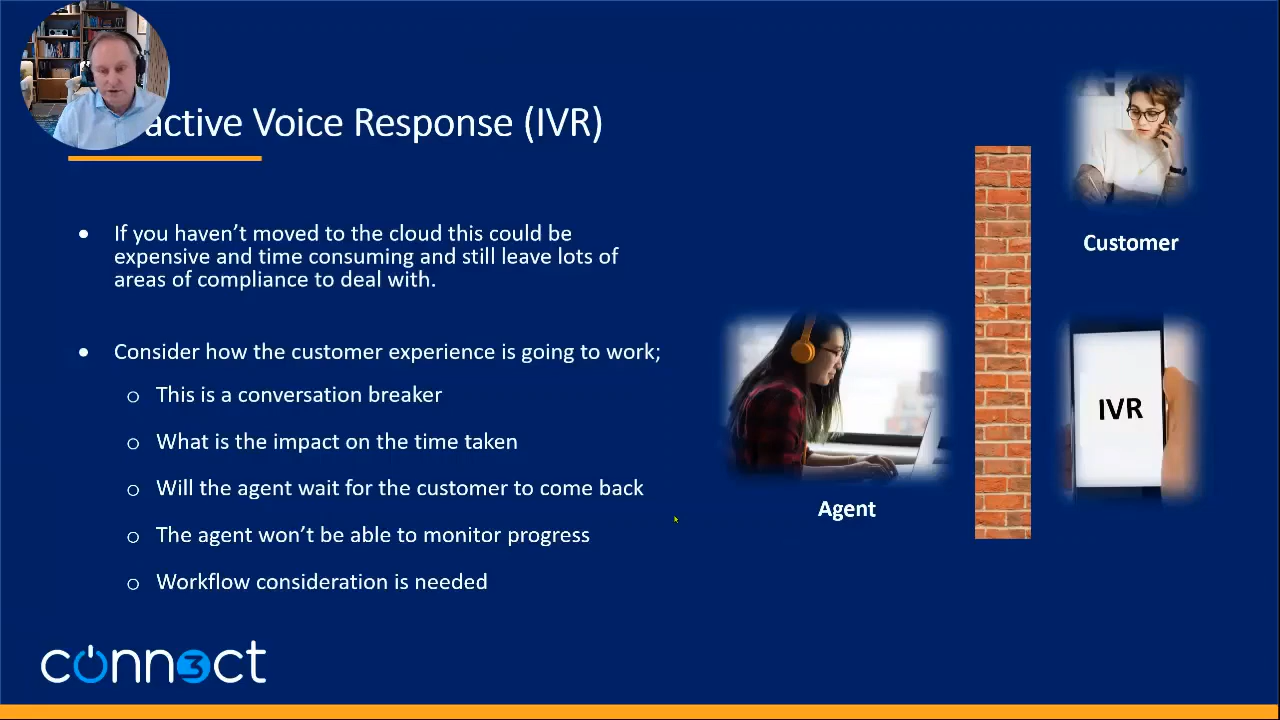 active Voice Response (IVR)
If you haven’t moved to the cloud this could be
expensive and time consuming and still leave lots of
areas of compliance to deal with.
Consider how the customer experience is going to work;
This is a conversation breaker
What is the impact on the time taken
Will the agent wait for the customer to come back
The agent won’t be able to monitor progress
Workflow consideration is needed
Customer
IVR
Agent
conn3ct